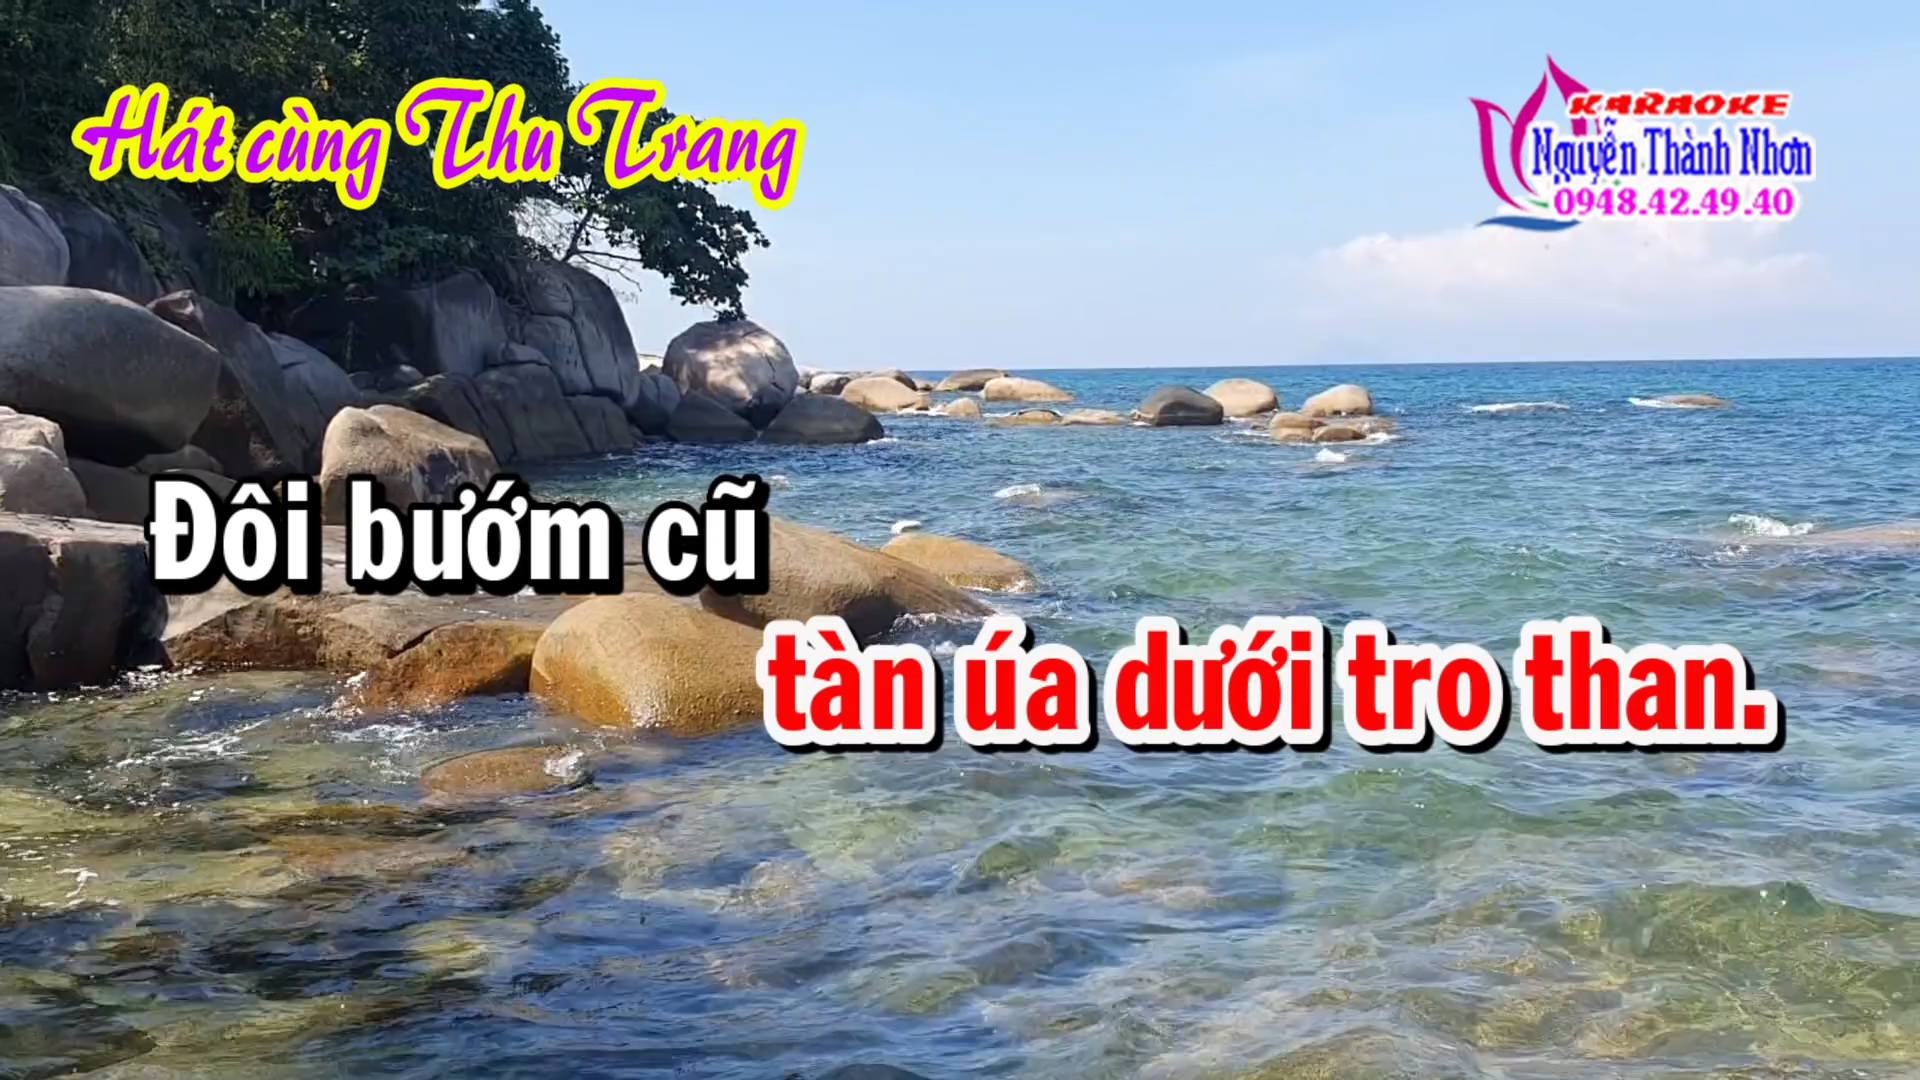 Hát cùng Thu Trang
KARAOKE
Nguyễn Thành Nhơn
0948.42.49.40
Đôi bướm cũ
tàn úa dưới tro than.